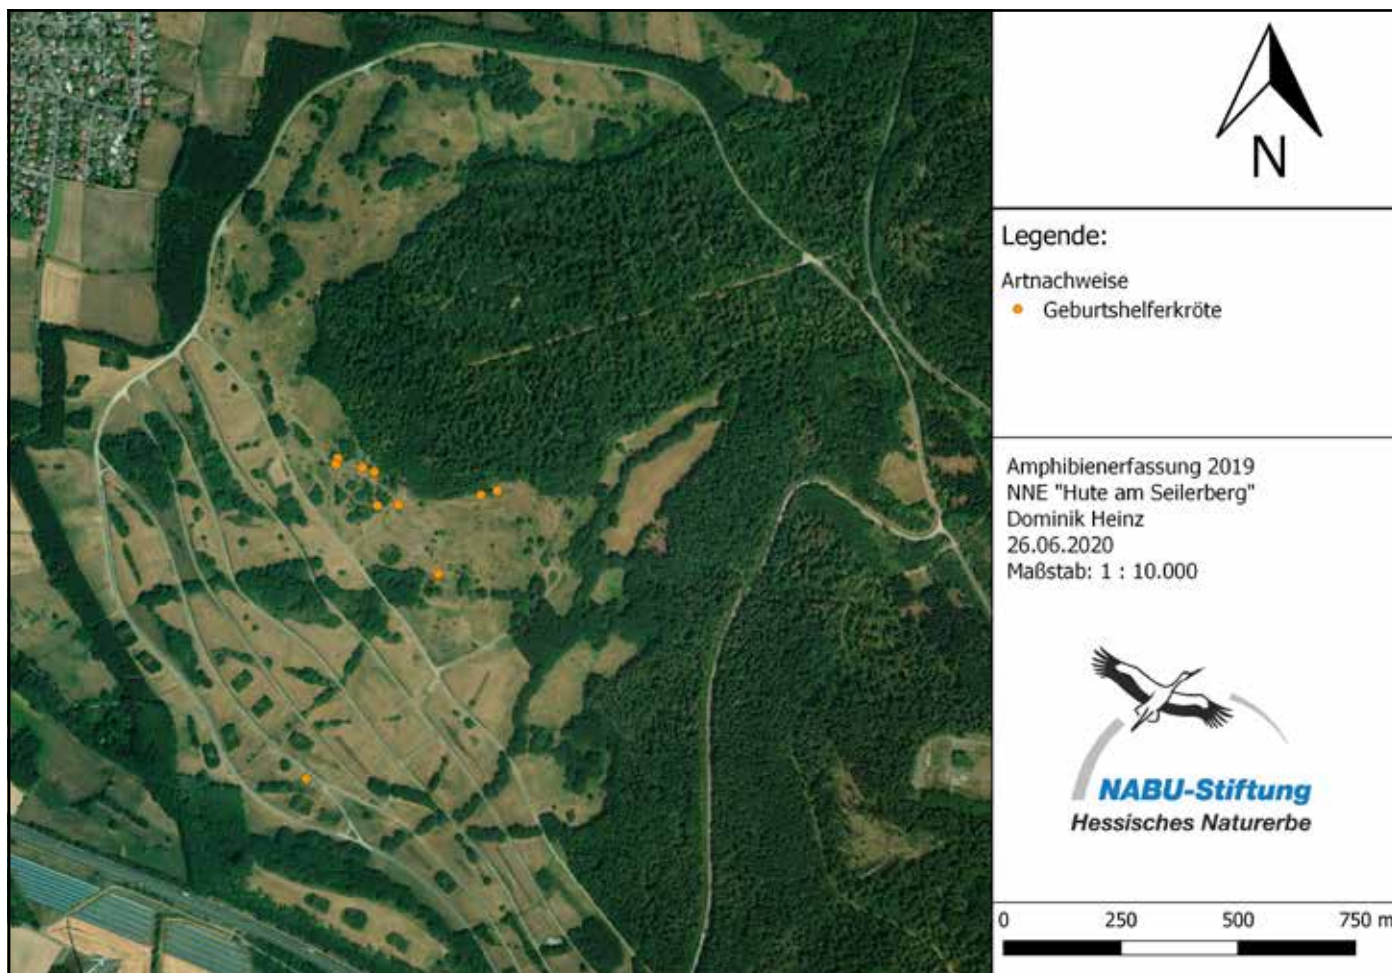 N
Legende:
Artnachweise
Geburtshelferkröte
Amphibienerfassung 2019
NNE "Hute am Seilerberg"
Dominik Heinz
26.06.2020
Maßstab: 1 : 10.000
NABU-Stiftung
Hessisches Naturerbe
0 250 500 750 m